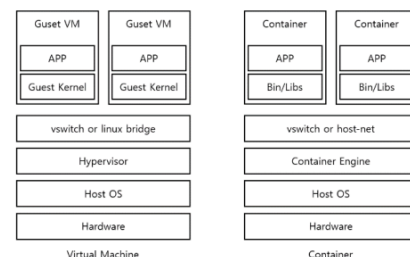 Guset VM Guset VM Container Container
APP APP APP APP
Guest Kernel Guest Kernel Bin/Libs Bin/Libs
vswitch or linux bridge vswitch or host-net
Hypervisor Container Engine
Host OS Host OS
Hardware Hardware
Virtual Machine Container